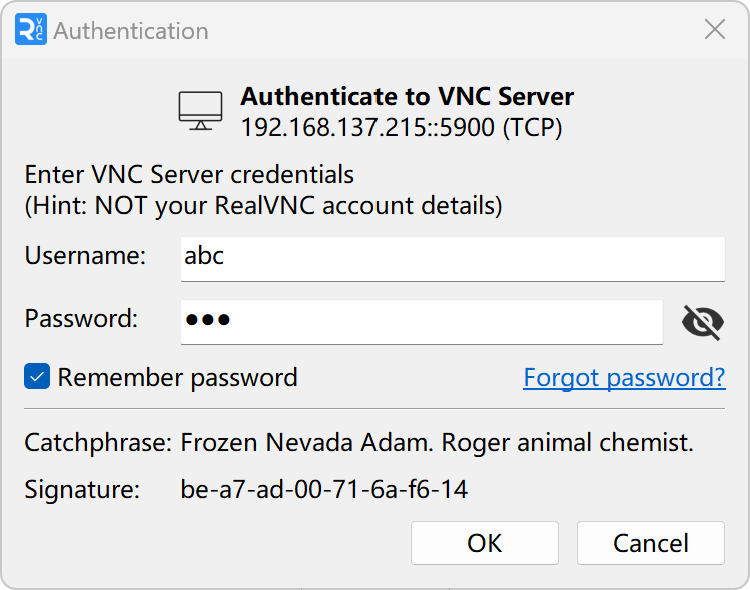 RVNC Authentication
Authenticate to VNC Server
192.168.137.215::5900 (TCP)
Enter VNC Server credentials
(Hint: NOT your RealVNC account details)
Username: abc
Password: ●●●
Remember password Forgot password?
Catchphrase: Frozen Nevada Adam. Roger animal chemist.
Signature: be-a7-ad-00-71-6a-f6-14
OK Cancel